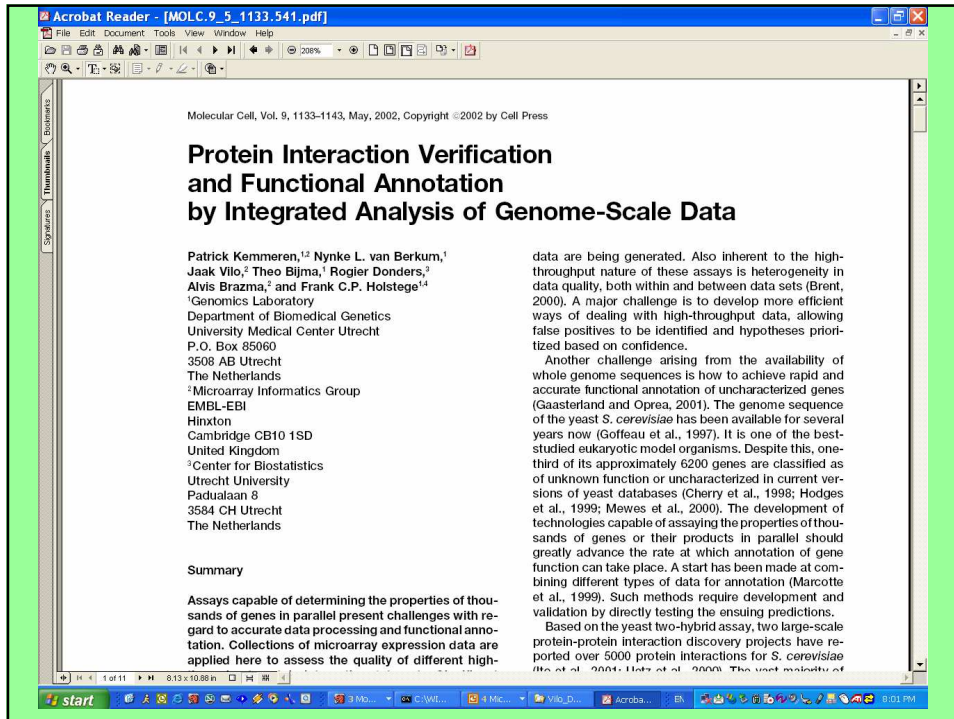 Acrobat Reader - [MOLC.9_5_1133.541.pdf]
File Edit Document Tools View Window Help
208%
Bookmarks
Thumbnails
Signatures
Molecular Cell, Vol. 9, 1133–1143, May, 2002, Copyright ©2002 by Cell Press
Protein Interaction Verification
and Functional Annotation
by Integrated Analysis of Genome-Scale Data
Patrick Kemmeren,1,2 Nynke L. van Berkum,1
Jaak Vilo,2 Theo Bijma,1 Rogier Donders,3
Alvis Brazma,2 and Frank C.P. Holstege1,4
1Genomics Laboratory
Department of Biomedical Genetics
University Medical Center Utrecht
P.O. Box 85060
3508 AB Utrecht
The Netherlands
2Microarray Informatics Group
EMBL-EBI
Hinxton
Cambridge CB10 1SD
United Kingdom
3Center for Biostatistics
Utrecht University
Padualaan 8
3584 CH Utrecht
The Netherlands
Summary
Assays capable of determining the properties of thou-
sands of genes in parallel present challenges with re-
gard to accurate data processing and functional anno-
tation. Collections of microarray expression data are
applied here to assess the quality of different high-
data are being generated. Also inherent to the high-
throughput nature of these assays is heterogeneity in
data quality, both within and between data sets (Brent,
2000). A major challenge is to develop more efficient
ways of dealing with high-throughput data, allowing
false positives to be identified and hypotheses priori-
tized based on confidence.
Another challenge arising from the availability of
whole genome sequences is how to achieve rapid and
accurate functional annotation of uncharacterized genes
(Gaasterland and Oprea, 2001). The genome sequence
of the yeast S. cerevisiae has been available for several
years now (Goffeau et al., 1997). It is one of the best-
studied eukaryotic model organisms. Despite this, one-
third of its approximately 6200 genes are classified as
of unknown function or uncharacterized in current ver-
sions of yeast databases (Cherry et al., 1998; Hodges
et al., 1999; Mewes et al., 2000). The development of
technologies capable of assaying the properties of thou-
sands of genes or their products in parallel should
greatly advance the rate at which annotation of gene
function can take place. A start has been made at com-
bining different types of data for annotation (Marcotte
et al., 1999). Such methods require development and
validation by directly testing the ensuing predictions.
Based on the yeast two-hybrid assay, two large-scale
protein-protein interaction discovery projects have re-
ported over 5000 protein interactions for S. cerevisiae
(Ito et al., 2001; Uetz et al., 2000). The vast majority of
1 of 11 8.13 x 10.88 in
start 3 Mo... C:\WI... 4 Mic... Vilo_D... Acroba... EN 8:01 PM